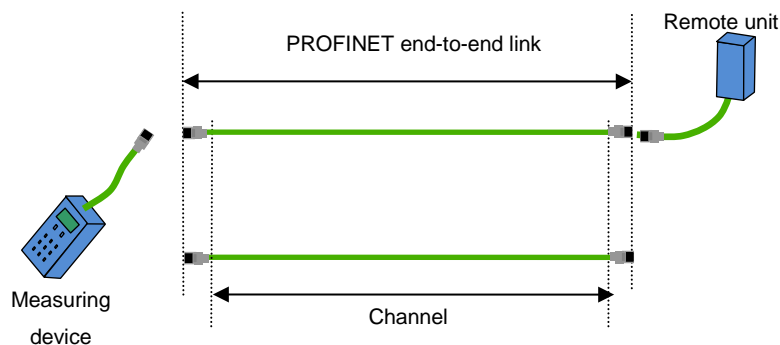 Remote unit
PROFINET end-to-end link
Measuring
device
Channel